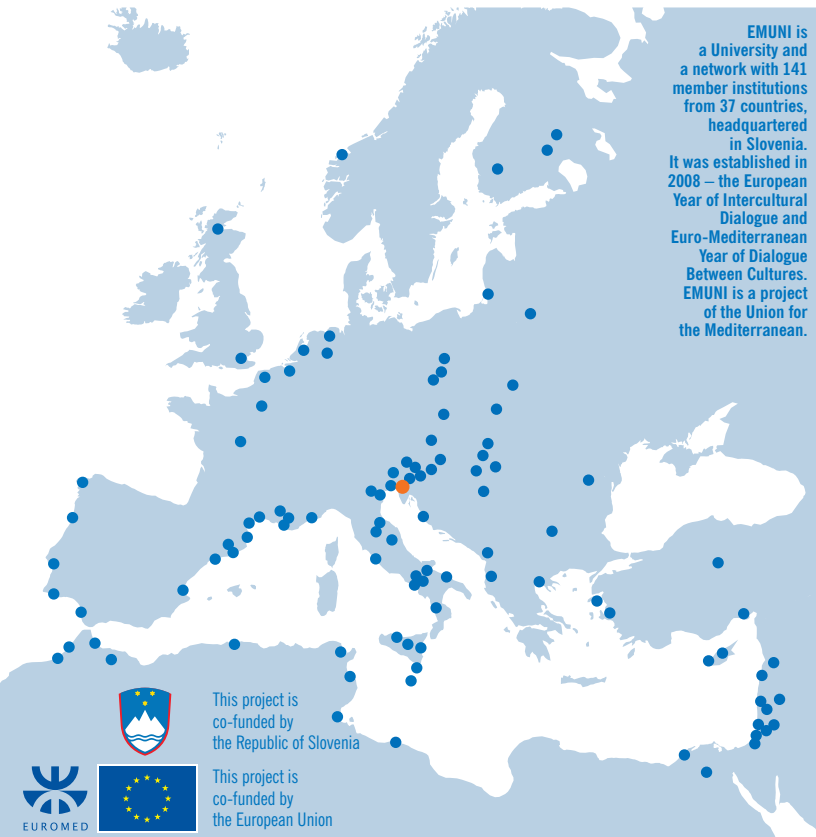 EMUNI is
a University and
a network with 141
member institutions
from 37 countries,
headquartered
in Slovenia.
It was established in
2008 – the European
Year of Intercultural
Dialogue and
Euro-Mediterranean
Year of Dialogue
Between Cultures.
EMUNI is a project
of the Union for
the Mediterranean.
This project is
co-funded by
the Republic of Slovenia
This project is
co-funded by
the European Union
EUROMED